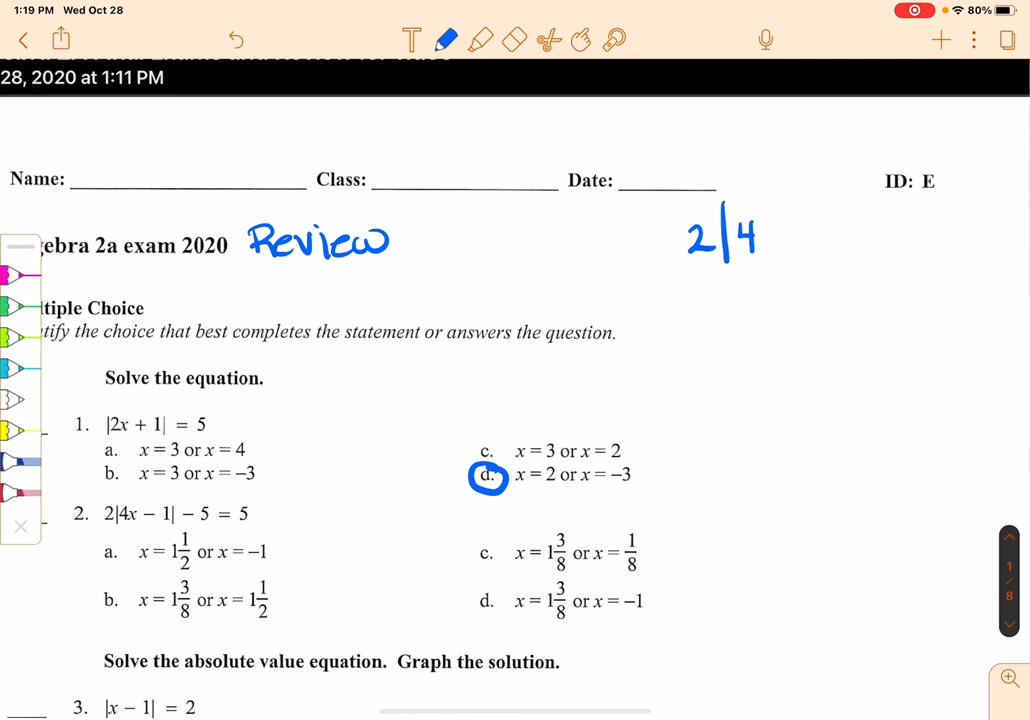 1:19 PM Wed Oct 28 80%
28, 2020 at 1:11 PM
Name: Class: Date: ID: E
ebra 2a exam 2020 Review 2/4
tiple Choice
tify the choice that best completes the statement or answers the question.
Solve the equation.
1. |2x + 1| = 5
a. x = 3 or x = 4 c. x = 3 or x = 2
b. x = 3 or x = −3 d. x = 2 or x = −3
2. 2|4x − 1| − 5 = 5
a. x = 1 1/2 or x = −1 c. x = 1 3/8 or x = 1/8
b. x = 1 3/8 or x = 1 1/2 d. x = 1 3/8 or x = −1
Solve the absolute value equation. Graph the solution.
3. |x − 1| = 2
1 / 8